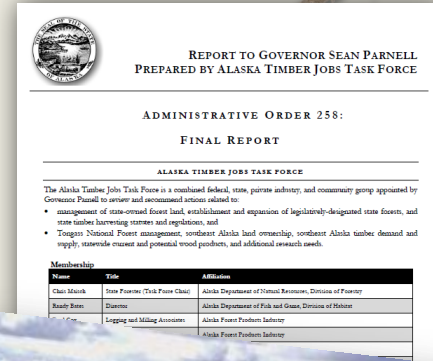 REPORT TO GOVERNOR SEAN PARNELL
PREPARED BY ALASKA TIMBER JOBS TASK FORCE
ADMINISTRATIVE ORDER 258:
FINAL REPORT
ALASKA TIMBER JOBS TASK FORCE
The Alaska Timber Jobs Task Force is a combined federal, state, private industry, and community group appointed by
Governor Parnell to review and recommend actions related to:
• management of state-owned forest land, establishment and expansion of legislatively-designated state forests, and
state timber harvesting statutes and regulations, and
• Tongass National Forest management, southeast Alaska land ownership, southeast Alaska timber demand and
supply, statewide current and potential wood products, and additional research needs.
Membership
Name Title Affiliation
Chris Maisch State Forester (Task Force Chair) Alaska Department of Natural Resources, Division of Forestry
Randy Bates Director Alaska Department of Fish and Game, Division of Habitat
Logging and Milling Associates Alaska Forest Products Industry
Alaska Forest Products Industry